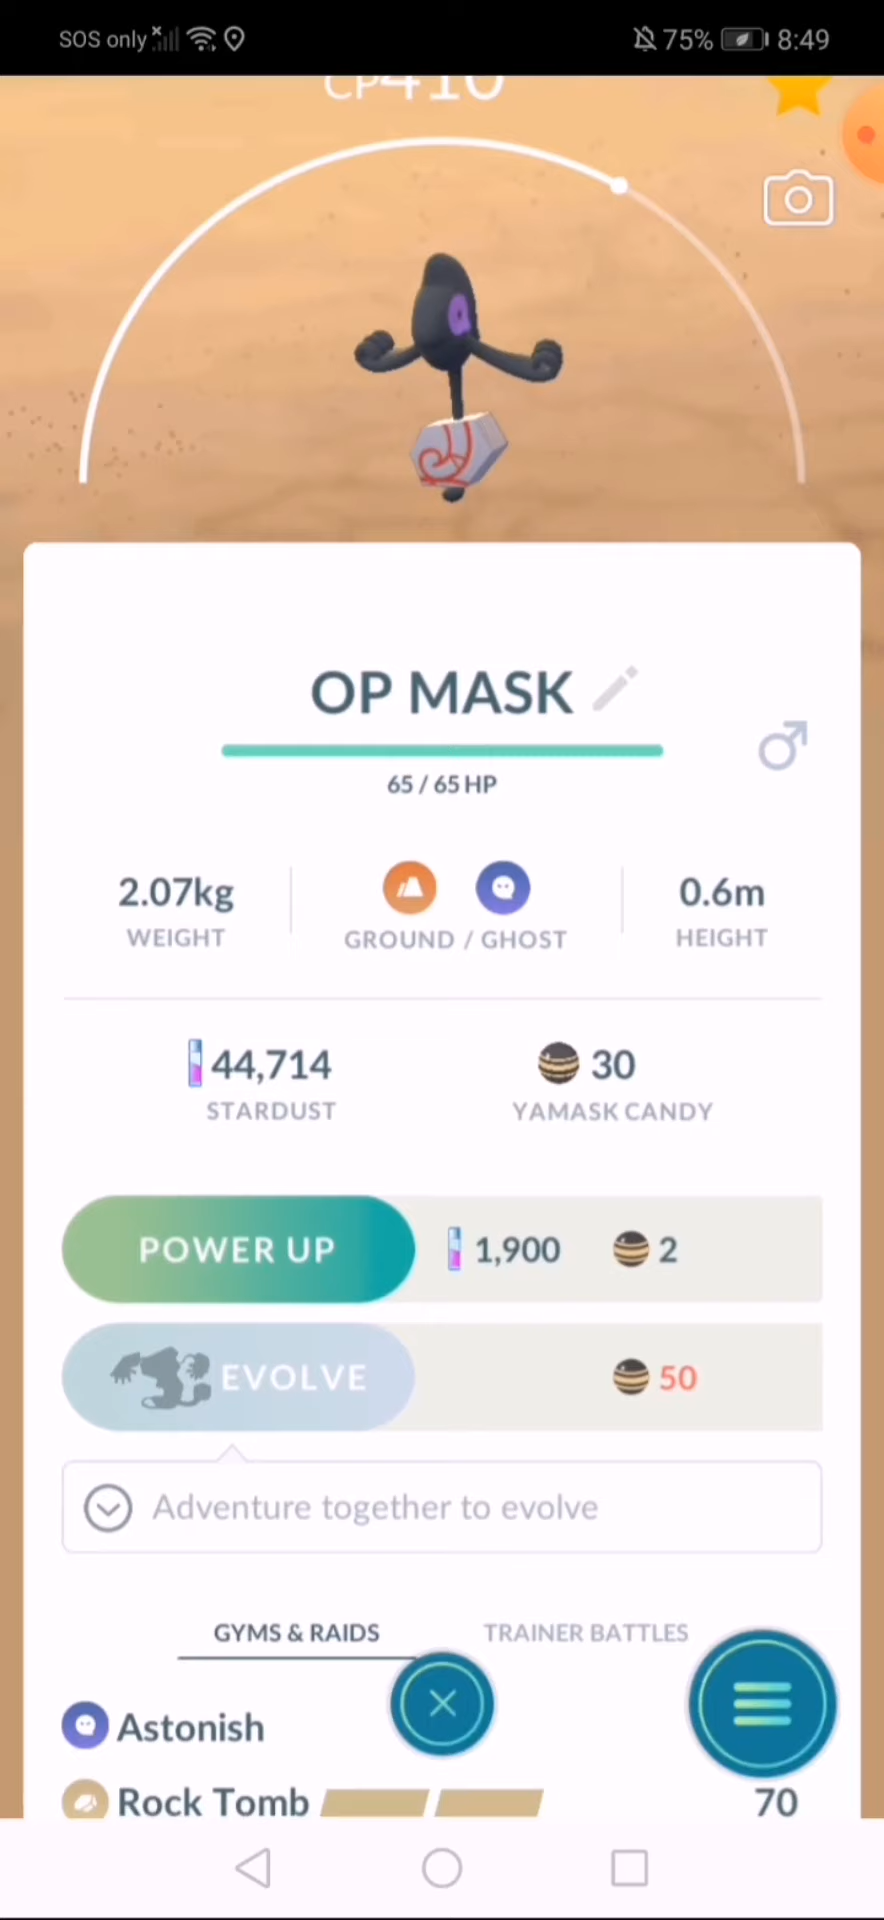 SOS only 75% 8:49
CP410
OP MASK
65 / 65 HP
2.07kg GROUND / GHOST 0.6m
WEIGHT HEIGHT
44,714 30
STARDUST YAMASK CANDY
POWER UP 1,900 2
EVOLVE 50
Adventure together to evolve
GYMS & RAIDS TRAINER BATTLES
Astonish
Rock Tomb 70